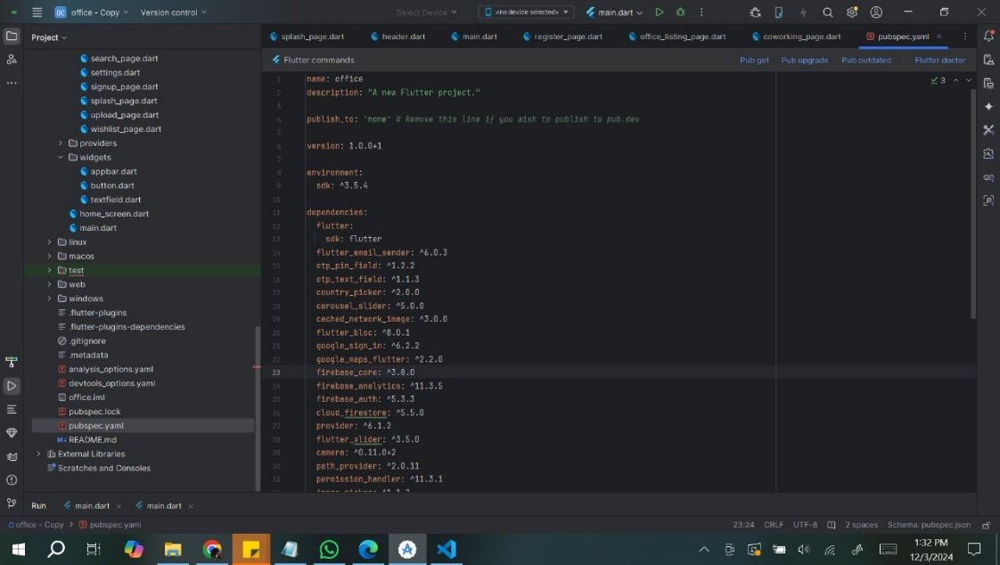 OC office - Copy Version control Select Device <no device selected> main.dart
Project
splash_page.dart header.dart main.dart register_page.dart office_listing_page.dart coworking_page.dart pubspec.yaml
Flutter commands Pub get Pub upgrade Pub outdated Flutter doctor
search_page.dart
settings.dart
signup_page.dart
splash_page.dart
upload_page.dart
wishlist_page.dart
providers
widgets
appbar.dart
button.dart
textfield.dart
home_screen.dart
main.dart
linux
macos
test
web
windows
.flutter-plugins
.flutter-plugins-dependencies
.gitignore
.metadata
analysis_options.yaml
devtools_options.yaml
office.iml
pubspec.lock
pubspec.yaml
M+ README.md
External Libraries
Scratches and Consoles
3
1 name: office
2 description: "A new Flutter project."
3
4 publish_to: 'none' # Remove this line if you wish to publish to pub.dev
5
6 version: 1.0.0+1
7
8 environment:
9 sdk: ^3.5.4
10
11 dependencies:
12 flutter:
13 sdk: flutter
14 flutter_email_sender: ^6.0.3
15 otp_pin_field: ^1.2.2
16 otp_text_field: ^1.1.3
17 country_picker: ^2.0.0
18 carousel_slider: ^5.0.0
19 cached_network_image: ^3.0.0
20 flutter_bloc: ^8.0.1
21 google_sign_in: ^6.2.2
22 google_maps_flutter: ^2.2.0
23 firebase_core: ^3.8.0
24 firebase_analytics: ^11.3.5
25 firebase_auth: ^5.3.3
26 cloud_firestore: ^5.5.0
27 provider: ^6.1.2
28 flutter_xlider: ^3.5.0
29 camera: ^0.11.0+2
30 path_provider: ^2.0.11
31 permission_handler: ^11.3.1
Run main.dart main.dart
office - Copy > pubspec.yaml 23:24 CRLF UTF-8 2 spaces Schema: pubspec.json
1:32 PM
12/3/2024